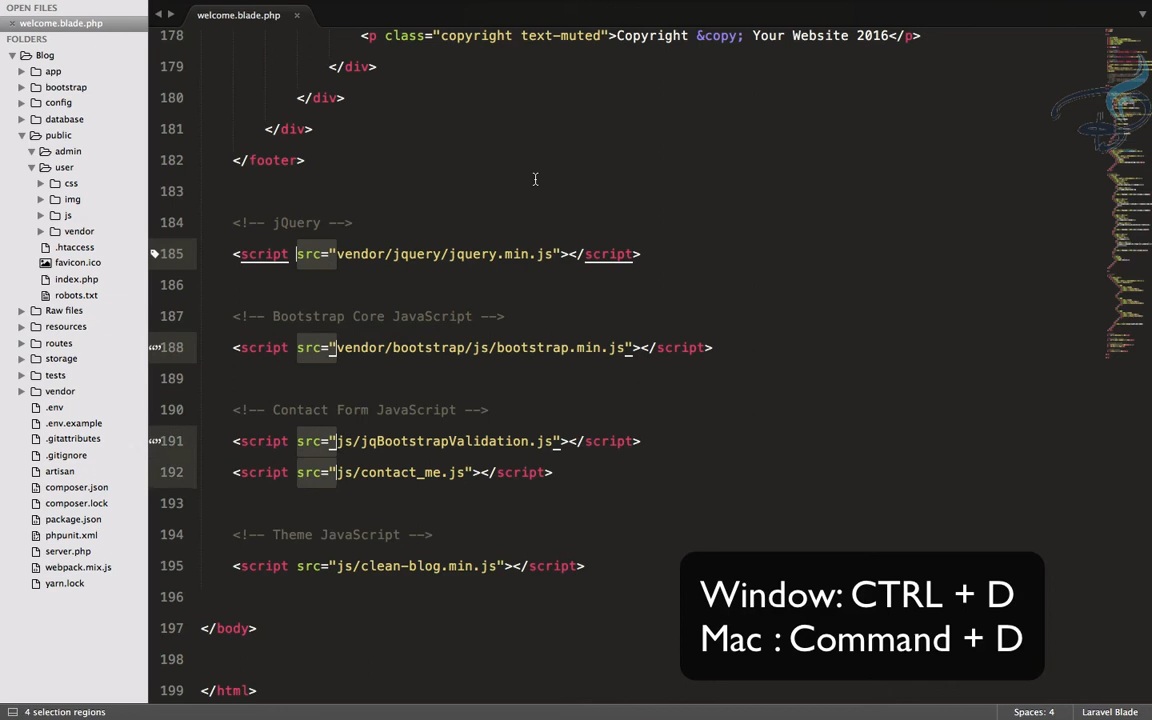 OPEN FILES
× welcome.blade.php
FOLDERS
Blog
app
bootstrap
config
database
public
admin
user
css
img
js
vendor
.htaccess
favicon.ico
index.php
robots.txt
Raw files
resources
routes
storage
tests
vendor
.env
.env.example
.gitattributes
.gitignore
artisan
composer.json
composer.lock
package.json
phpunit.xml
server.php
webpack.mix.js
yarn.lock
welcome.blade.php ×
178 <p class="copyright text-muted">Copyright &copy; Your Website 2016</p>
179 </div>
180 </div>
181 </div>
182 </footer>
183
184 <!-- jQuery -->
185 <script src="vendor/jquery/jquery.min.js"></script>
186
187 <!-- Bootstrap Core JavaScript -->
188 <script src="vendor/bootstrap/js/bootstrap.min.js"></script>
189
190 <!-- Contact Form JavaScript -->
191 <script src="js/jqBootstrapValidation.js"></script>
192 <script src="js/contact_me.js"></script>
193
194 <!-- Theme JavaScript -->
195 <script src="js/clean-blog.min.js"></script>
196
197 </body>
198
199 </html>
Window: CTRL + D
Mac : Command + D
4 selection regions
Spaces: 4
Laravel Blade